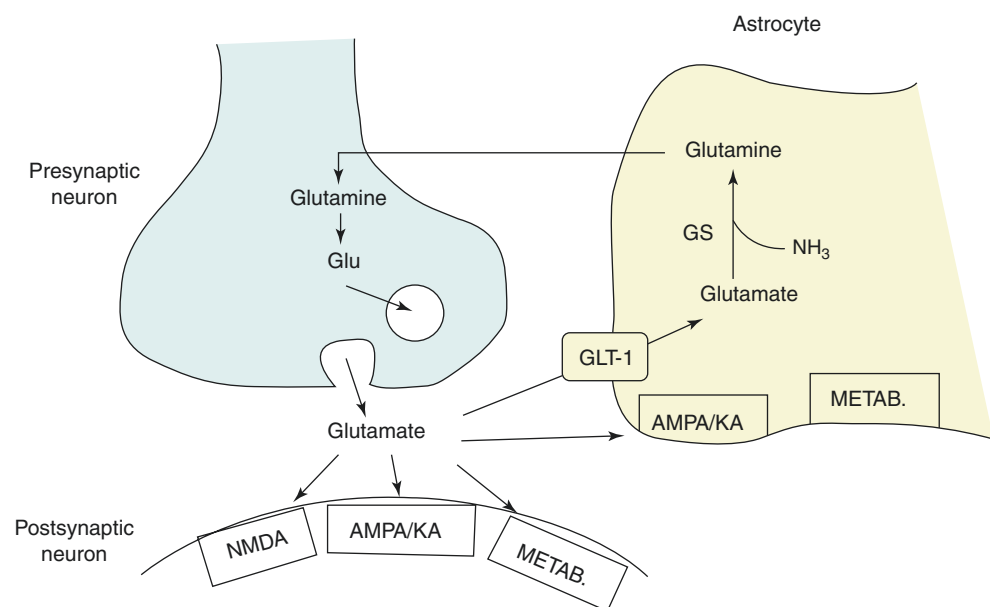 Astrocyte
Presynaptic
neuron
Glutamine
Glutamine
Glu
GS
NH₃
Glutamate
GLT-1
METAB.
AMPA/KA
Glutamate
Postsynaptic
neuron
NMDA
AMPA/KA
METAB.